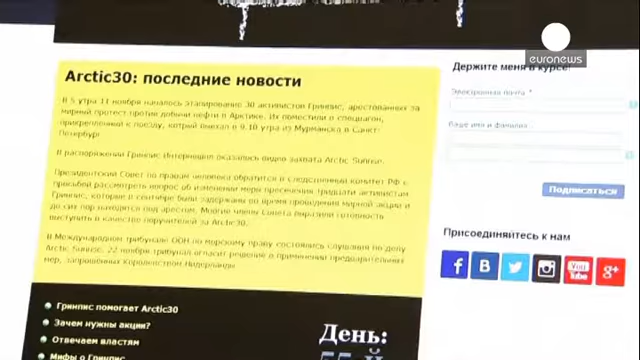 euronews
Держите меня в курсе!
Arctic30: последние новости
Электронная почта *
В 5 утра 11 ноября началось этапирование 30 активистов Гринпис, арестованных за
мирный протест против добычи нефти в Арктике. Их поместили в спецвагон,
прикрепленный к поезду, который выехал в 9.10 утра из Мурманска в Санкт-
Петербург
Ваше имя и фамилия
В распоряжении Гринпис Интернешнл оказалось видео захвата Arctic Sunrise.
Президентский Совет по правам человека обратится в следственный комитет РФ с
просьбой рассмотреть вопрос об изменении меры пресечения тридцати активистам
Гринпис, которые в сентябре были задержаны во время проведения мирной акции и
до сих пор находятся под арестом. Многие члены Совета выразили готовность
выступить в качестве поручителей за Arctic30.
Подписаться
В Международном трибунале ООН по морскому праву состоялись слушания по делу
Arctic Sunrise. 22 ноября трибунал огласит решение о применении предварительных
мер, запрошенных Королевством Нидерланды
Присоединяйтесь к нам
f B You Tube g+
Гринпис помогает Arctic30
Зачем нужны акции?
Отвечаем властям
Мифы о Гринпис
День:
55-й